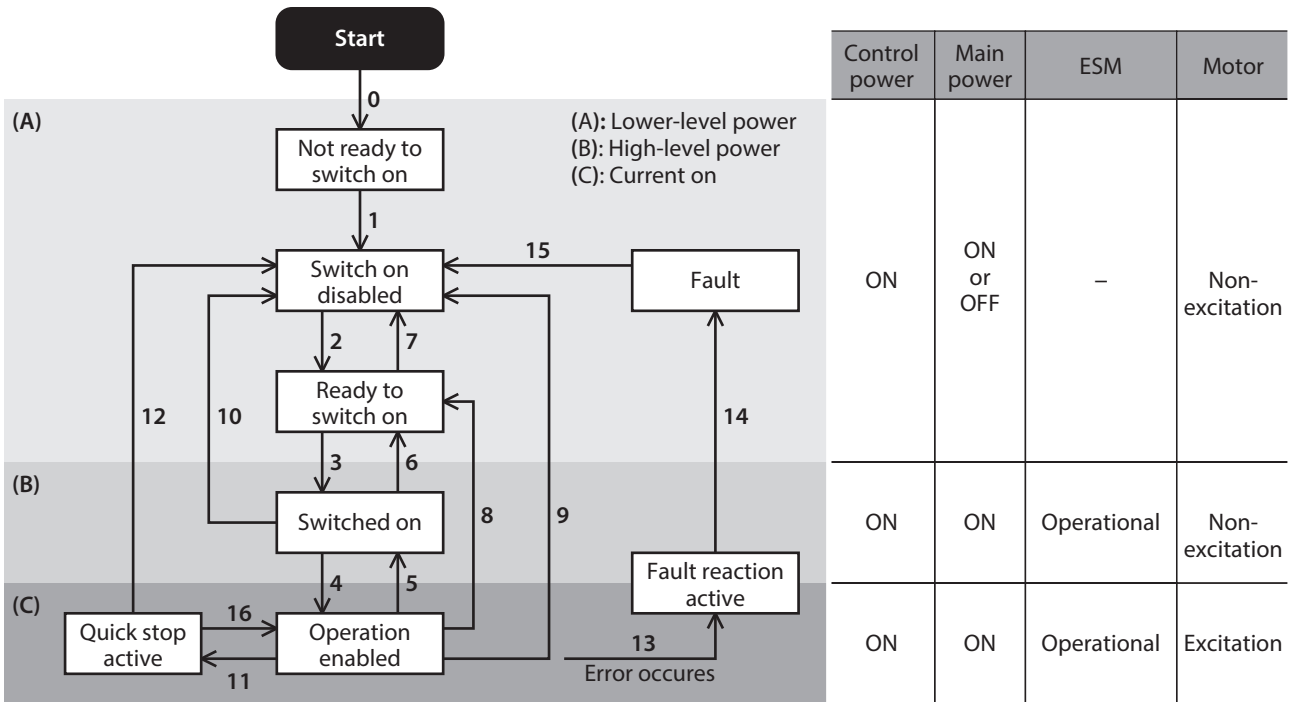 Start
0
(A)
(A): Lower-level power
(B): High-level power
(C): Current on
Not ready to
switch on
1
15
Switch on
disabled
Fault
2
7
Ready to
switch on
12
10
14
3
6
(B)
Switched on
8
9
4
5
Fault reaction
active
(C)
16
Quick stop
active
Operation
enabled
13
Error occures
11
Control
power
Main
power
ESM
Motor
ON
ON
or
OFF
–
Non-
excitation
ON
ON
Operational
Non-
excitation
ON
ON
Operational
Excitation